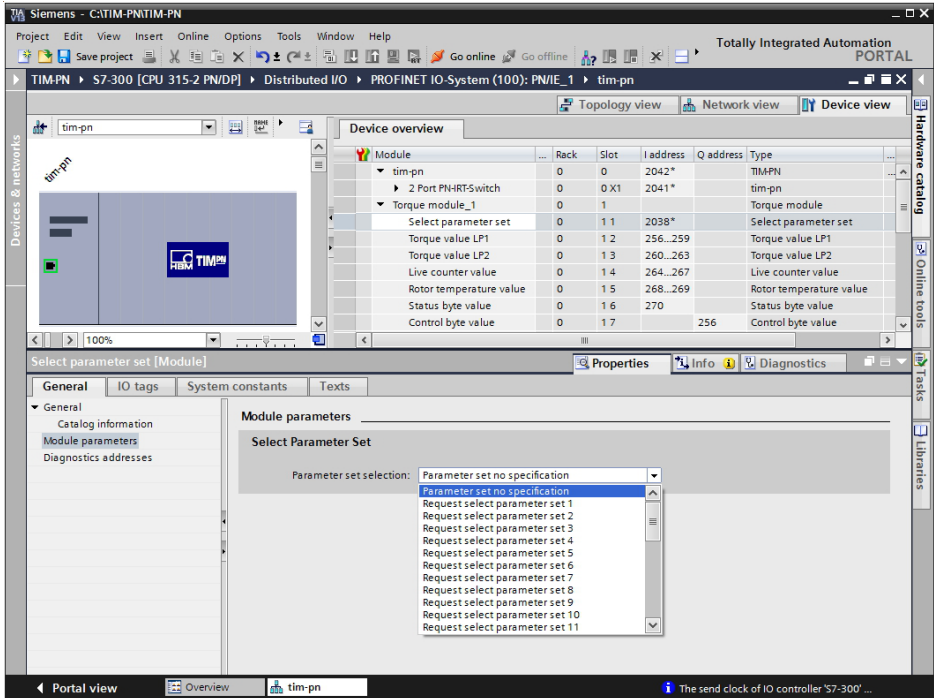 Siemens - C:\TIM-PN\TIM-PN
Project Edit View Insert Online Options Tools Window Help
Totally Integrated Automation
PORTAL
Save project Go online Go offline
TIM-PN S7-300 [CPU 315-2 PN/DP] Distributed I/O PROFINET IO-System (100): PN/IE_1 tim-pn
Topology view Network view Device view
tim-pn
Device overview
Module ... Rack Slot I address Q address Type ...
tim-pn 0 0 2042* TIM-PN ...
2 Port PN-IRT-Switch 0 0 X1 2041* tim-pn
Torque module_1 0 1 Torque module
Select parameter set 0 1 1 2038* Select parameter set
Torque value LP1 0 1 2 256...259 Torque value LP1
Torque value LP2 0 1 3 260...263 Torque value LP2
Live counter value 0 1 4 264...267 Live counter value
Rotor temperature value 0 1 5 268...269 Rotor temperature value
Status byte value 0 1 6 270 Status byte value
Control byte value 0 1 7 256 Control byte value
tim-pn
HBM TIM PN
100%
Devices & networks
Hardware catalog
Online tools
Tasks
Libraries
Select parameter set [Module]
Properties Info Diagnostics
General IO tags System constants Texts
General
Catalog information
Module parameters
Diagnostics addresses
Module parameters
Select Parameter Set
Parameter set selection: Parameter set no specification
Parameter set no specification
Request select parameter set 1
Request select parameter set 2
Request select parameter set 3
Request select parameter set 4
Request select parameter set 5
Request select parameter set 6
Request select parameter set 7
Request select parameter set 8
Request select parameter set 9
Request select parameter set 10
Request select parameter set 11
Portal view Overview tim-pn The send clock of IO controller 'S7-300' ...